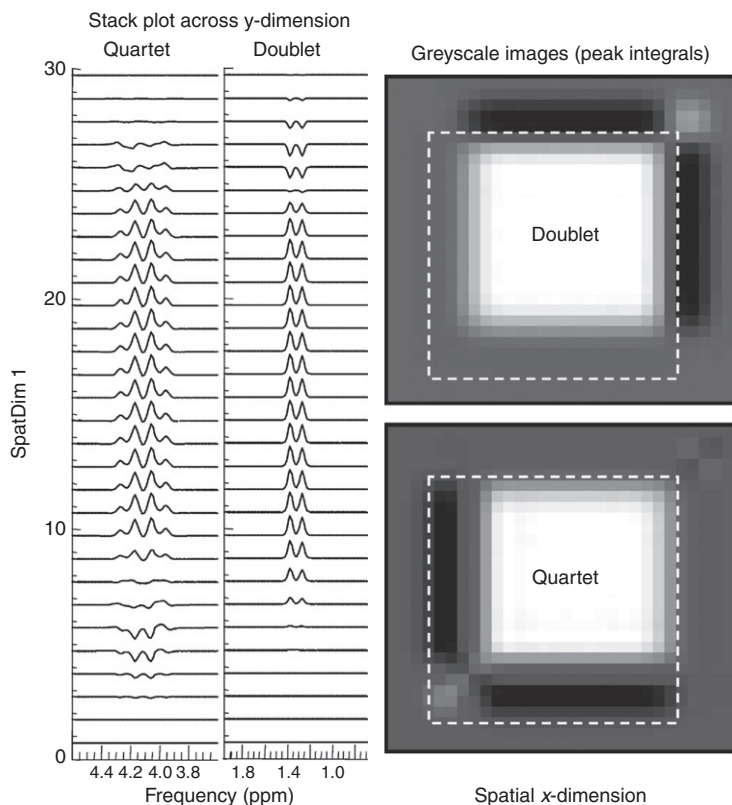 Stack plot across y-dimension
Quartet
Doublet
Greyscale images (peak integrals)
30
20
10
0
SpatDim 1
4.4 4.2 4.0 3.8
1.8 1.4 1.0
Frequency (ppm)
Doublet
Quartet
Spatial x-dimension